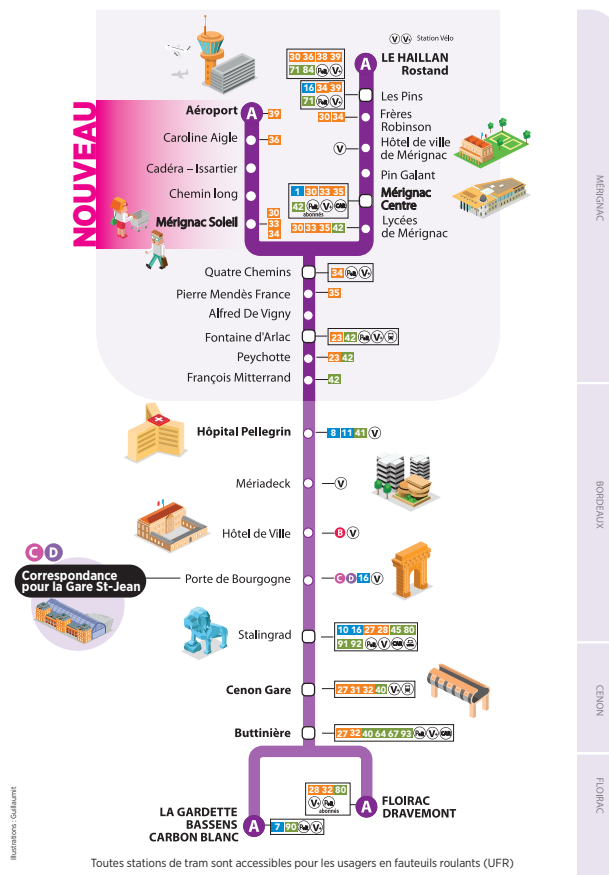 V V+ Station Vélo
30 36 38 39
71 84 P+R V+
A
LE HAILLAN
Rostand
16 34 39
71 P+R V+
Les Pins
30 34
Frères
Robinson
V
Hôtel de ville
de Mérignac
Pin Galant
1 30 33 35
42 P+R V+ CAR
abonnés
Mérignac
Centre
30 33 35 42
Lycées
de Mérignac
NOUVEAU
Aéroport
A
39
Caroline Aigle
36
Cadéra – Issartier
Chemin long
Mérignac Soleil
30
33
34
Quatre Chemins
34 P+R V+
Pierre Mendès France
35
Alfred De Vigny
Fontaine d'Arlac
23 42 P+R V+
Peychotte
23 42
François Mitterrand
42
Hôpital Pellegrin
8 11 41 V
Mériadeck
V
Hôtel de Ville
B V
C D
Correspondance
pour la Gare St-Jean
Porte de Bourgogne
C D 16 V
Stalingrad
10 16 27 28 45 80
91 92 P+R V CAR
Cenon Gare
27 31 32 40 V+
Buttinière
27 32 40 64 67 93 P+R V+ CAR
28 32 80
V+ P+R
abonnés
A
FLOIRAC
DRAVEMONT
LA GARDETTE
BASSENS
CARBON BLANC
A
7 90 P+R V+
MÉRIGNAC
BORDEAUX
CENON
FLOIRAC
Illustrations : Guillaumit
Toutes stations de tram sont accessibles pour les usagers en fauteuils roulants (UFR)